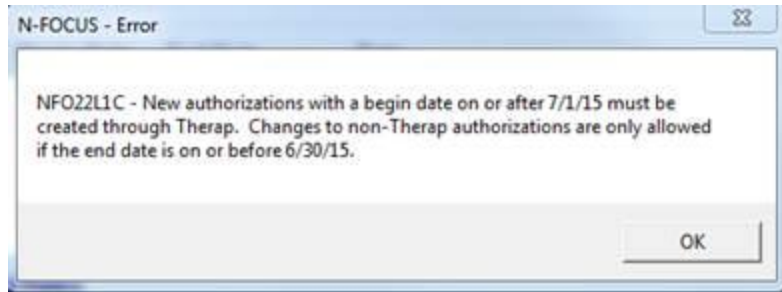 N-FOCUS - Error
NFO22L1C - New authorizations with a begin date on or after 7/1/15 must be
created through Therap. Changes to non-Therap authorizations are only allowed
if the end date is on or before 6/30/15.
OK